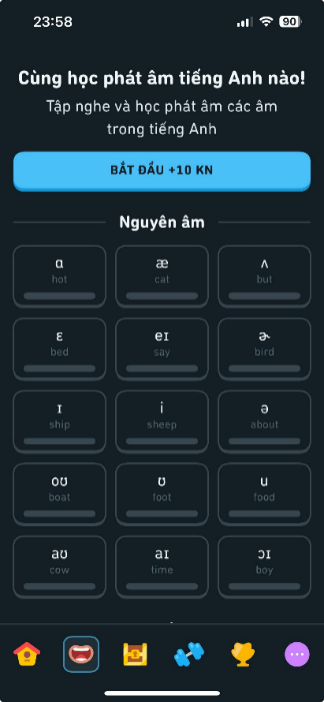 23:58
90
Cùng học phát âm tiếng Anh nào!
Tập nghe và học phát âm các âm
trong tiếng Anh
BẮT ĐẦU +10 KN
Nguyên âm
ɑ æ ʌ
hot cat but
ɛ eɪ ɚ
bed say bird
ɪ i ə
ship sheep about
oʊ ʊ u
boat foot food
aʊ aɪ ɔɪ
cow time boy